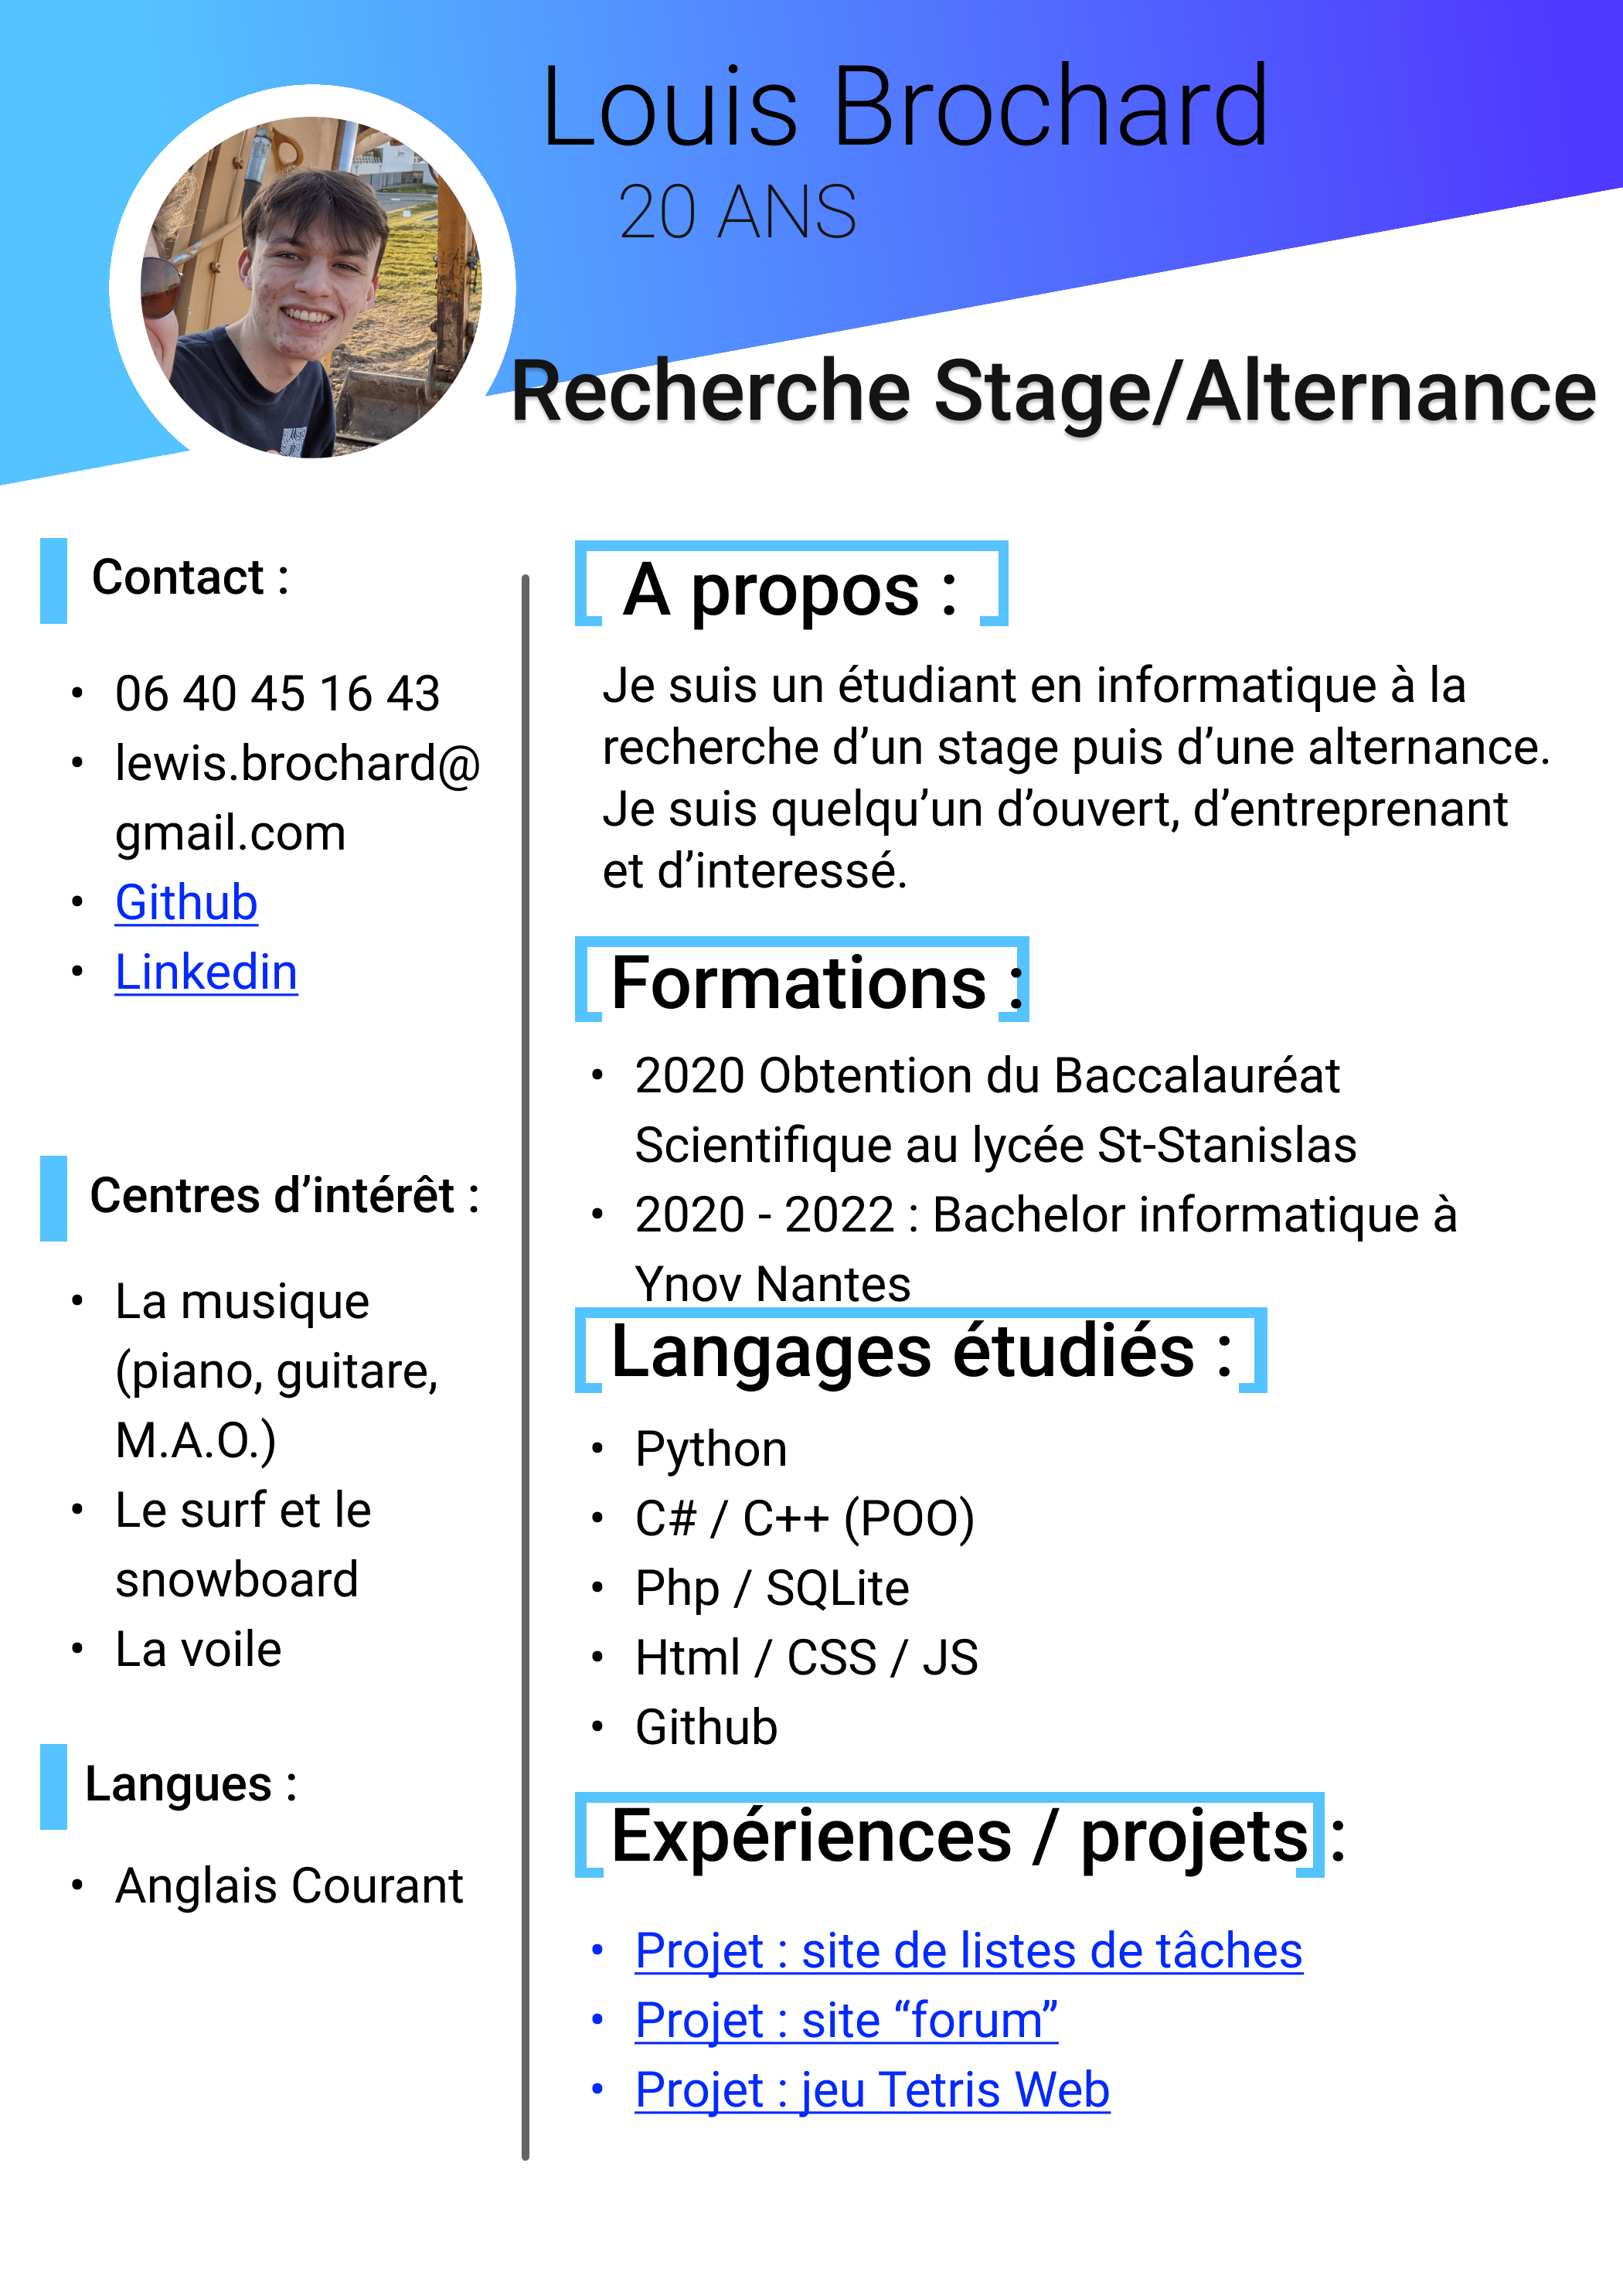 Louis Brochard
20 ANS
Recherche Stage/Alternance
Contact :
• 06 40 45 16 43
• lewis.brochard@
gmail.com
• Github
• Linkedin
Centres d’intérêt :
• La musique
(piano, guitare,
M.A.O.)
• Le surf et le
snowboard
• La voile
Langues :
• Anglais Courant
A propos :
Je suis un étudiant en informatique à la
recherche d’un stage puis d’une alternance.
Je suis quelqu’un d’ouvert, d’entreprenant
et d’interessé.
Formations :
• 2020 Obtention du Baccalauréat
Scientifique au lycée St-Stanislas
• 2020 - 2022 : Bachelor informatique à
Ynov Nantes
Langages étudiés :
• Python
• C# / C++ (POO)
• Php / SQLite
• Html / CSS / JS
• Github
Expériences / projets :
• Projet : site de listes de tâches
• Projet : site “forum”
• Projet : jeu Tetris Web